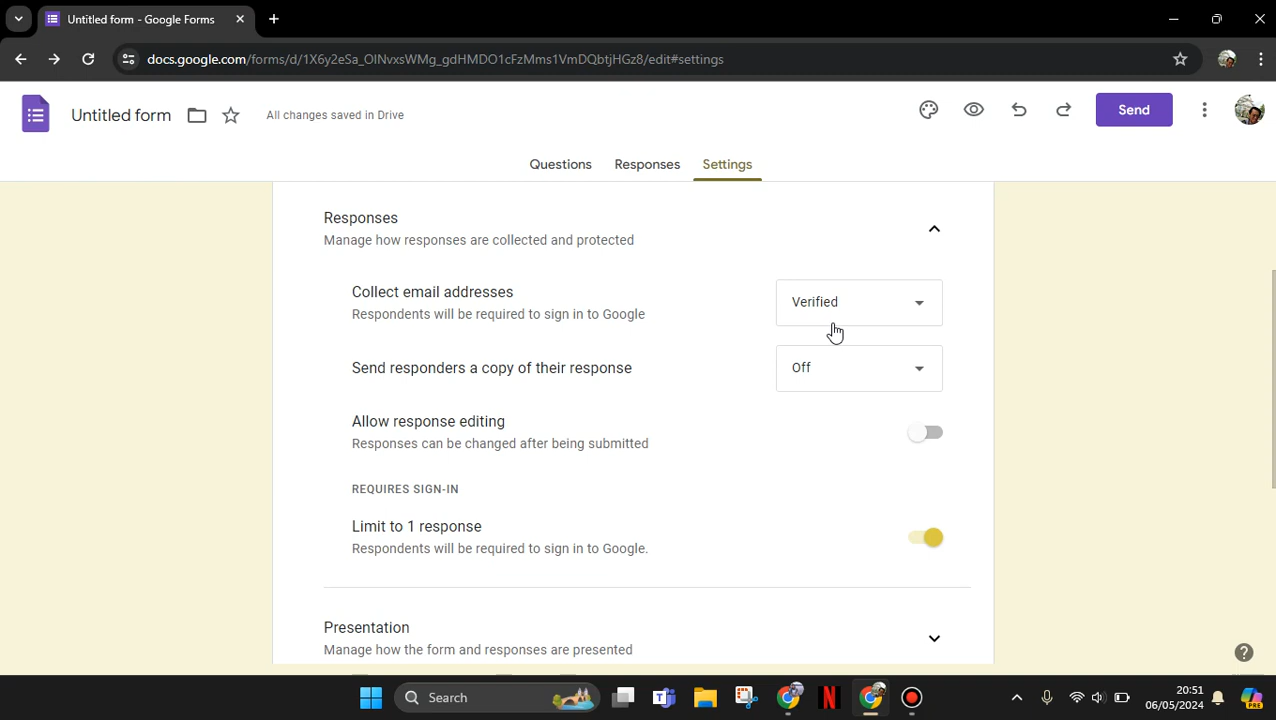 Untitled form - Google Forms
docs.google.com/forms/d/1X6y2eSa_OlNvxsWMg_gdHMDO1cFzMms1VmDQbtjHGz8/edit#settings
Untitled form
All changes saved in Drive
Send
Questions
Responses
Settings
Responses
Manage how responses are collected and protected
Collect email addresses
Respondents will be required to sign in to Google
Verified
Send responders a copy of their response
Off
Allow response editing
Responses can be changed after being submitted
REQUIRES SIGN-IN
Limit to 1 response
Respondents will be required to sign in to Google.
Presentation
Manage how the form and responses are presented
Search
20:51
06/05/2024
PRE